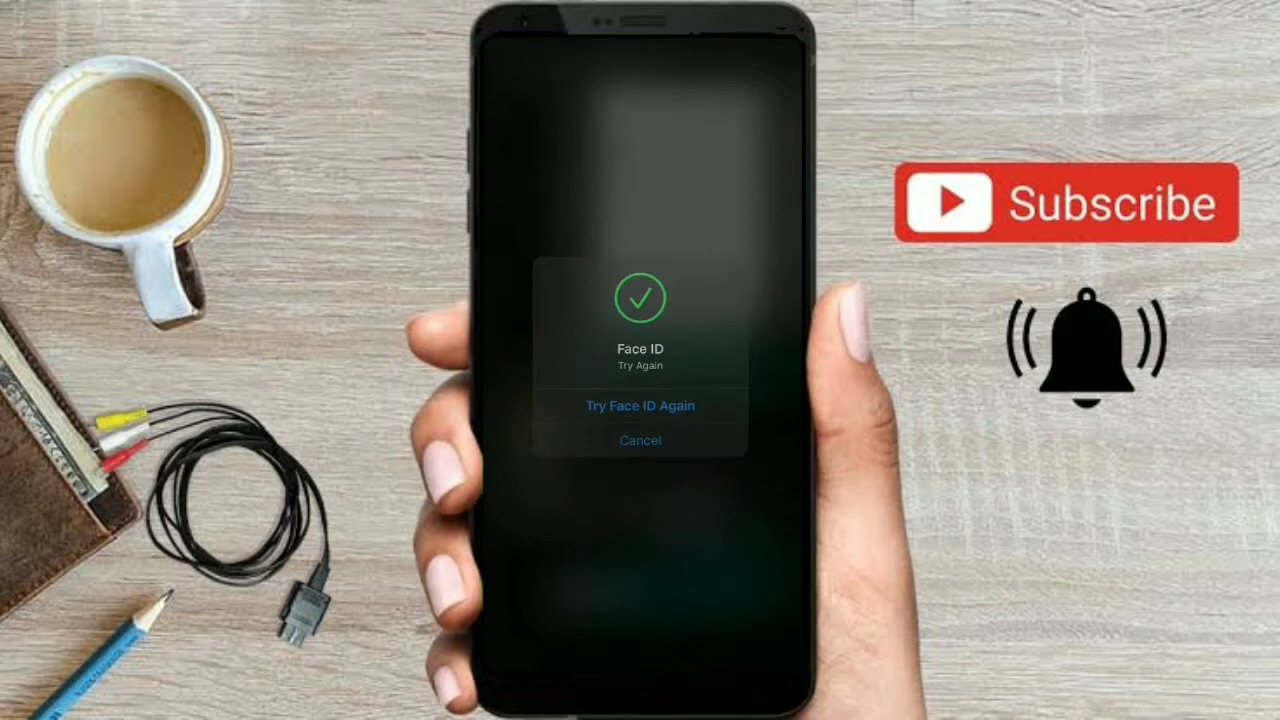 Face ID
Try Again
Try Face ID Again
Cancel
Subscribe